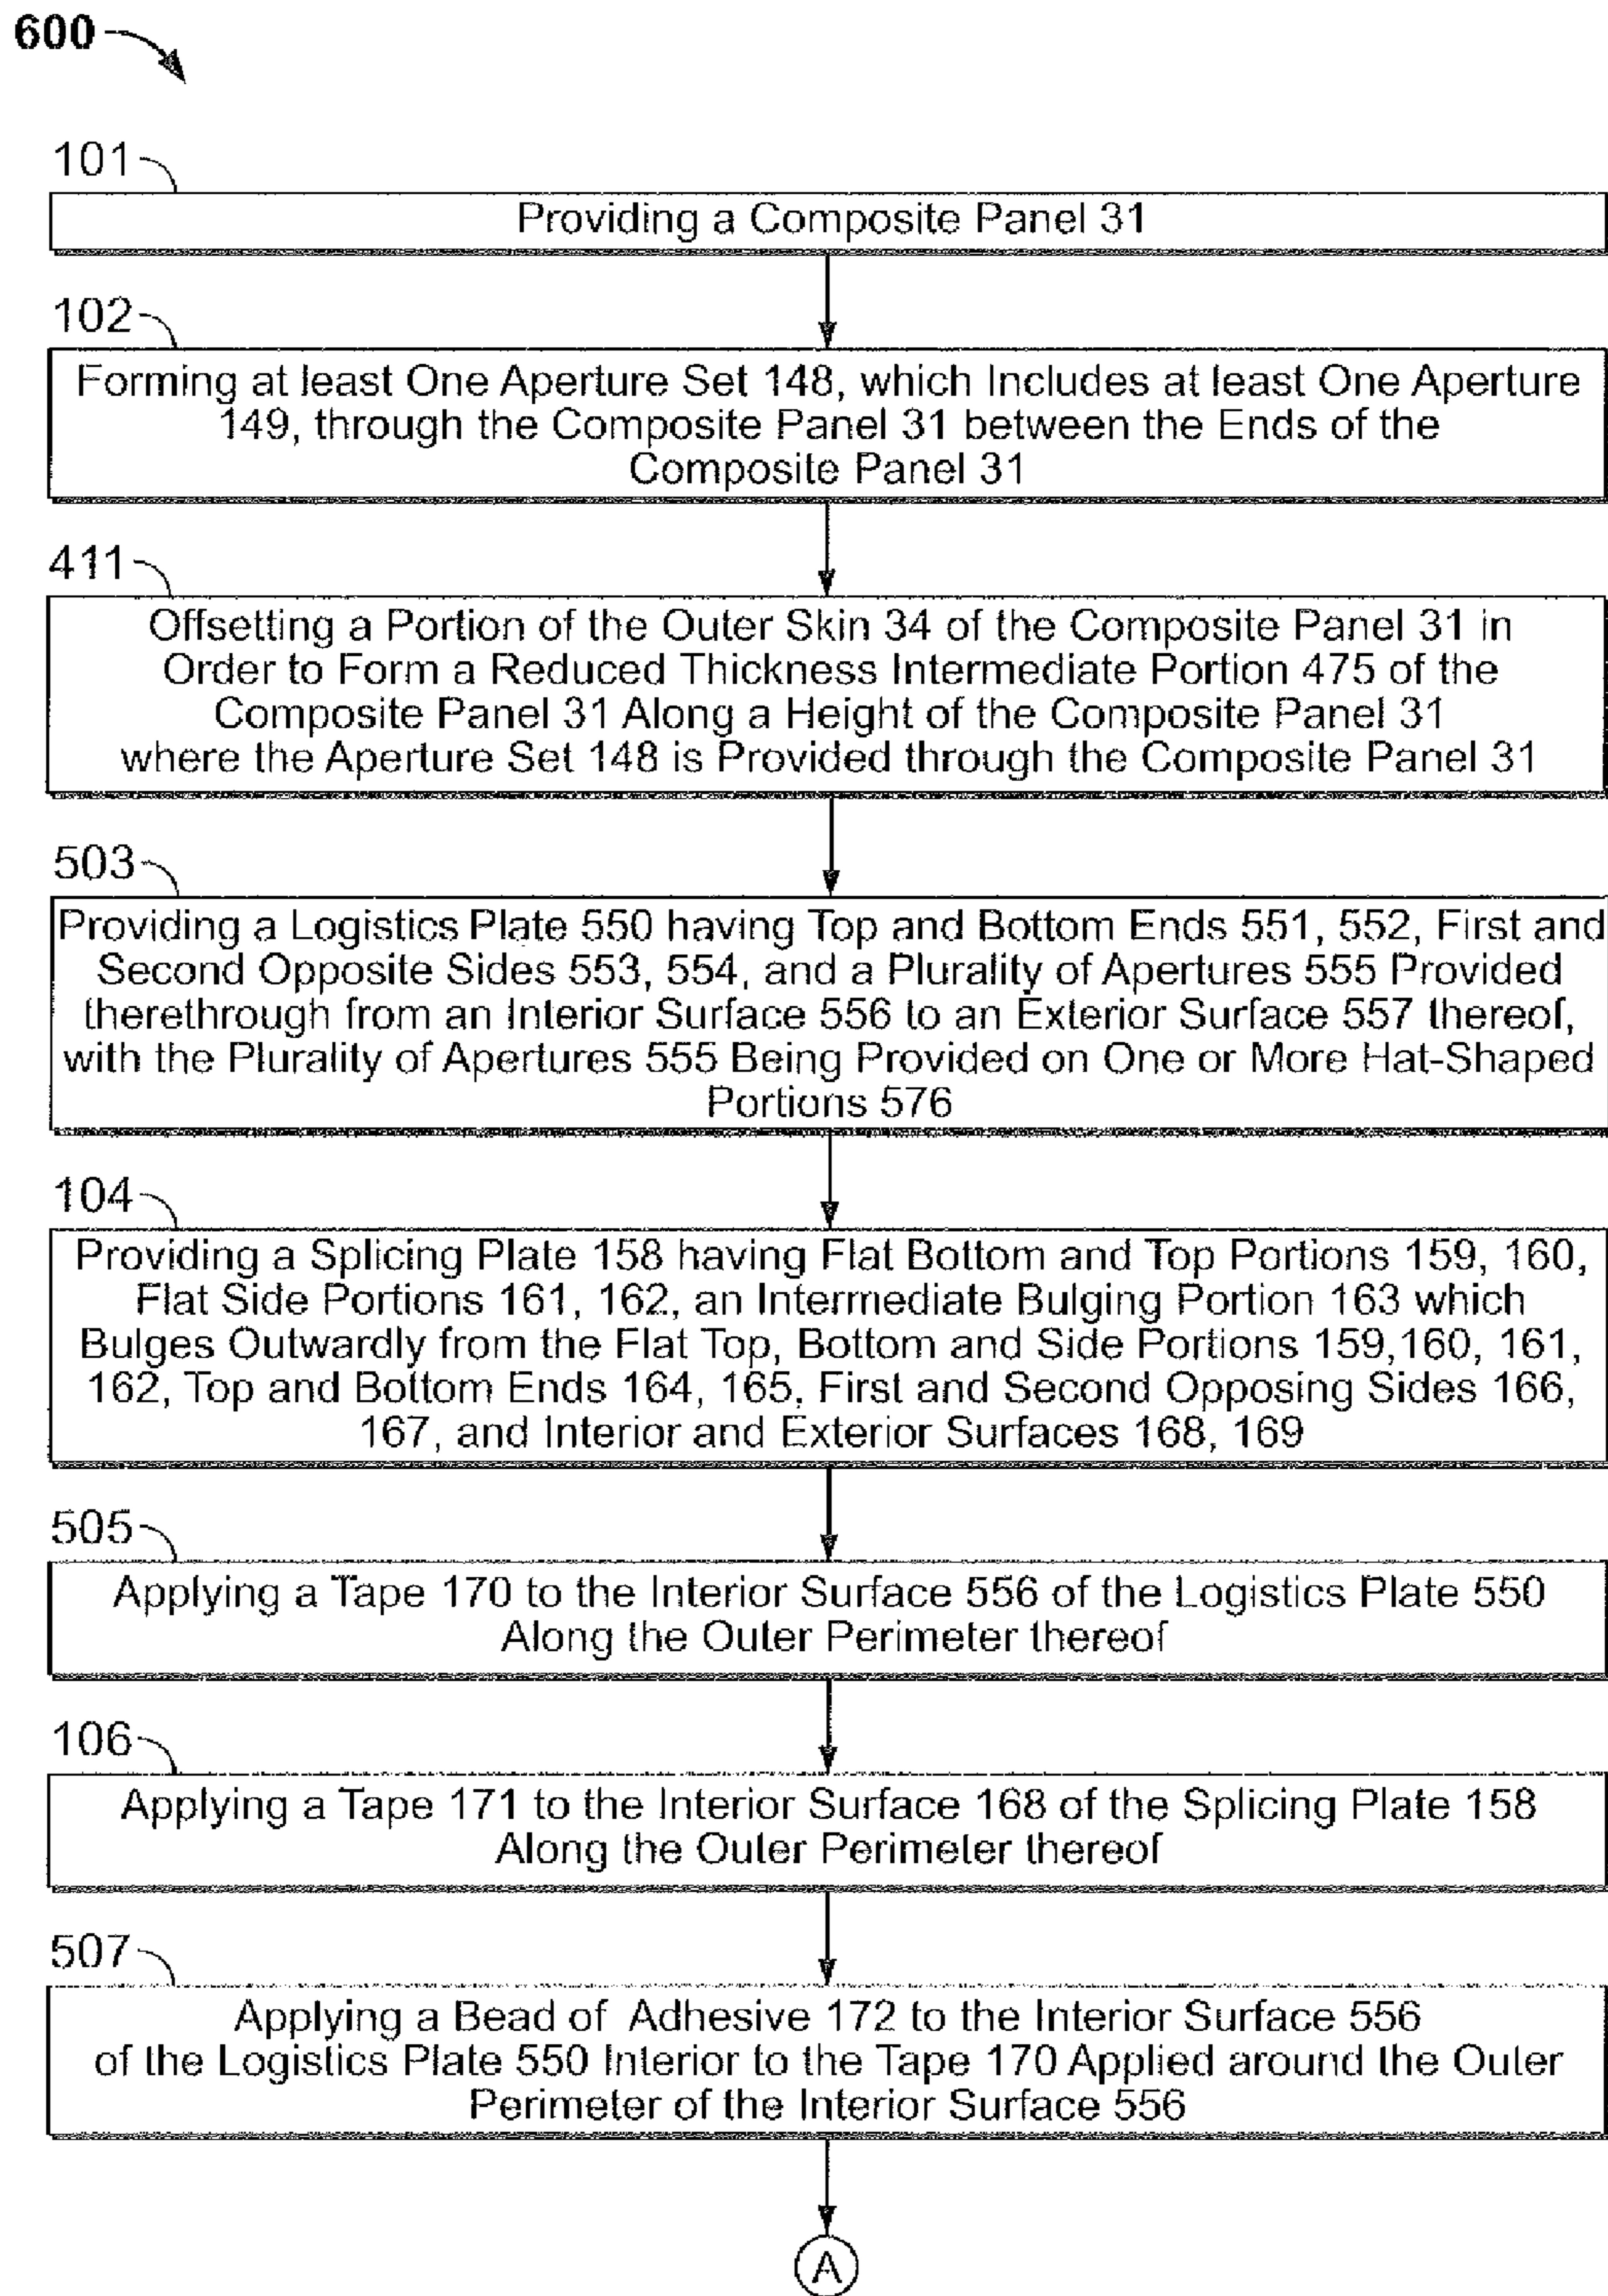 600
101
Providing a Composite Panel 31
102
Forming at least One Aperture Set 148, which Includes at least One Aperture
149, through the Composite Panel 31 between the Ends of the
Composite Panel 31
411
Offsetting a Portion of the Outer Skin 34 of the Composite Panel 31 in
Order to Form a Reduced Thickness Intermediate Portion 475 of the
Composite Panel 31 Along a Height of the Composite Panel 31
where the Aperture Set 148 is Provided through the Composite Panel 31
503
Providing a Logistics Plate 550 having Top and Bottom Ends 551, 552, First and
Second Opposite Sides 553, 554, and a Plurality of Apertures 555 Provided
therethrough from an Interior Surface 556 to an Exterior Surface 557 thereof,
with the Plurality of Apertures 555 Being Provided on One or More Hat-Shaped
Portions 576
104
Providing a Splicing Plate 158 having Flat Bottom and Top Portions 159, 160,
Flat Side Portions 161, 162, an Intermediate Bulging Portion 163 which
Bulges Outwardly from the Flat Top, Bottom and Side Portions 159,160, 161,
162, Top and Bottom Ends 164, 165, First and Second Opposing Sides 166,
167, and Interior and Exterior Surfaces 168, 169
505
Applying a Tape 170 to the Interior Surface 556 of the Logistics Plate 550
Along the Outer Perimeter thereof
106
Applying a Tape 171 to the Interior Surface 168 of the Splicing Plate 158
Along the Outer Perimeter thereof
507
Applying a Bead of Adhesive 172 to the Interior Surface 556
of the Logistics Plate 550 Interior to the Tape 170 Applied around the Outer
Perimeter of the Interior Surface 556
A